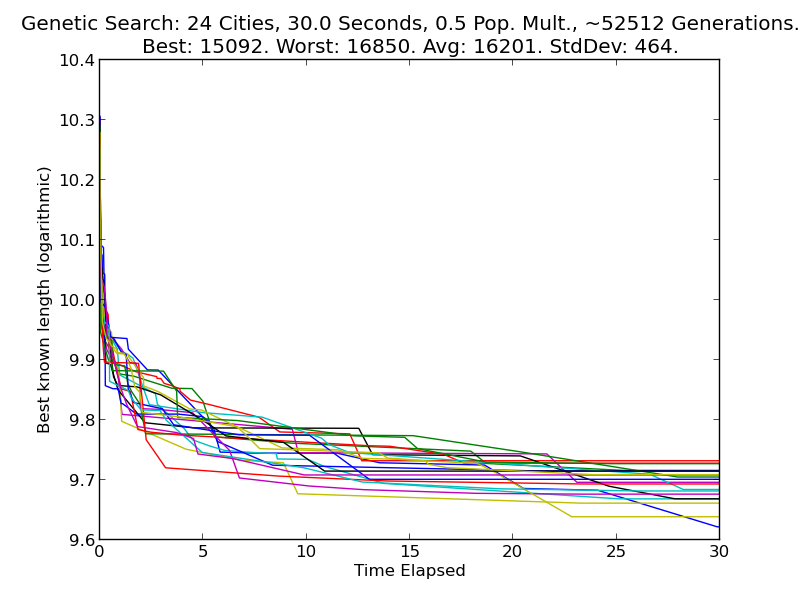 Genetic Search: 24 Cities, 30.0 Seconds, 0.5 Pop. Mult., ~52512 Generations.
Best: 15092. Worst: 16850. Avg: 16201. StdDev: 464.
Best known length (logarithmic)
10.4
10.3
10.2
10.1
10.0
9.9
9.8
9.7
9.6
0 5 10 15 20 25 30
Time Elapsed